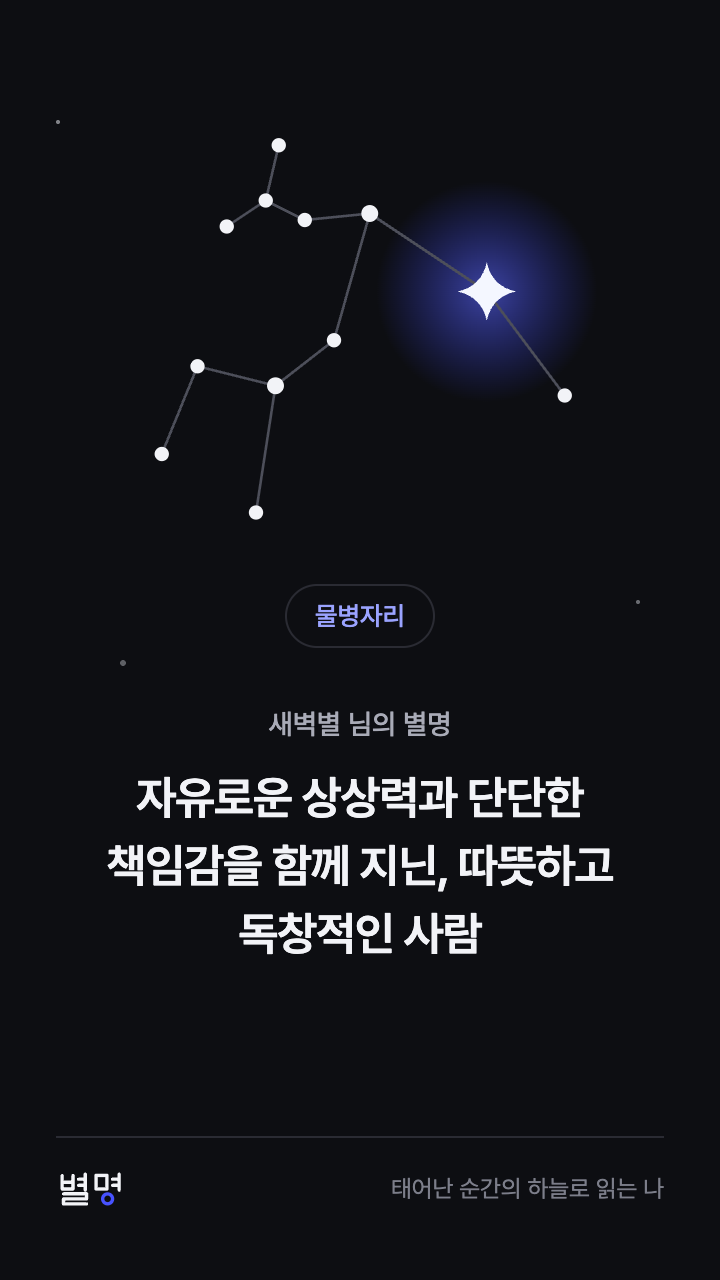 물병자리
새벽별 님의 별명
자유로운 상상력과 단단한
책임감을 함께 지닌, 따뜻하고
독창적인 사람
별명
태어난 순간의 하늘로 읽는 나